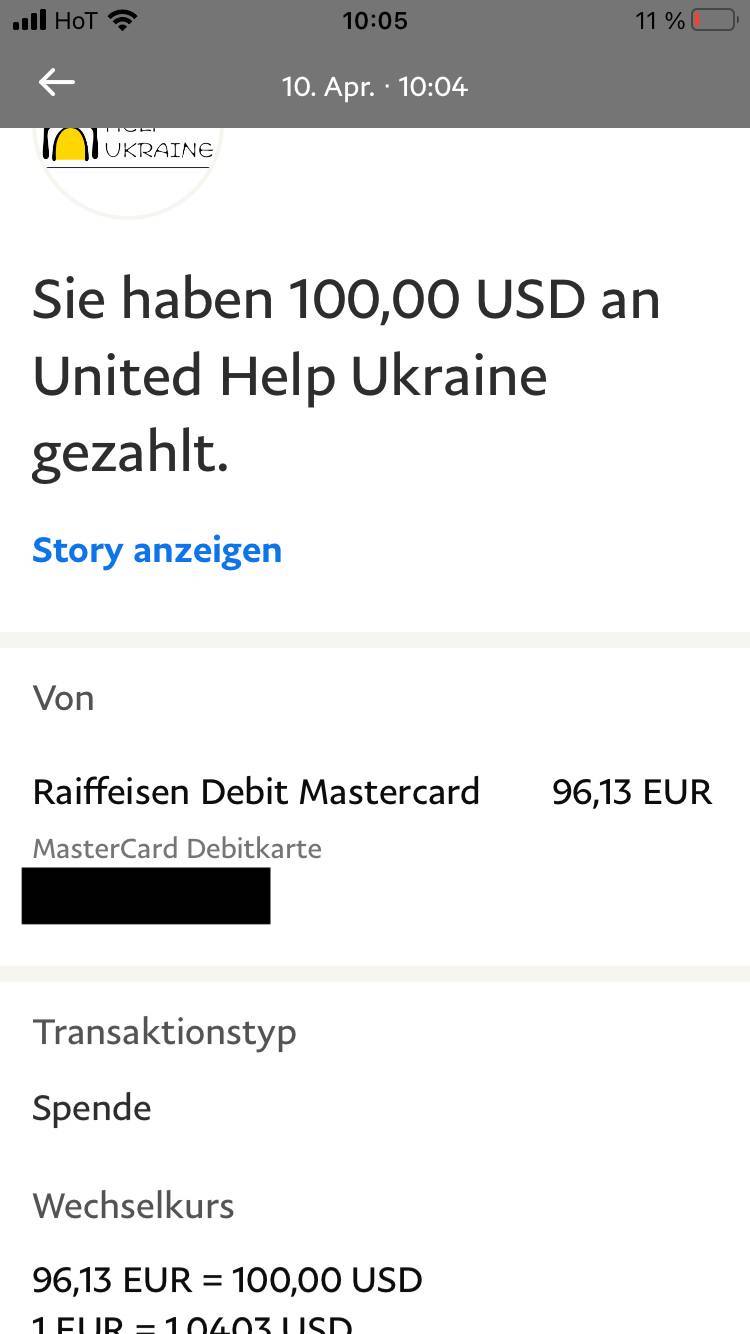 HoT 10:05 11 %
10. Apr. · 10:04
UKRAINE
Sie haben 100,00 USD an
United Help Ukraine
gezahlt.
Story anzeigen
Von
Raiffeisen Debit Mastercard 96,13 EUR
MasterCard Debitkarte
Transaktionstyp
Spende
Wechselkurs
96,13 EUR = 100,00 USD
1 EUR = 1,0403 USD